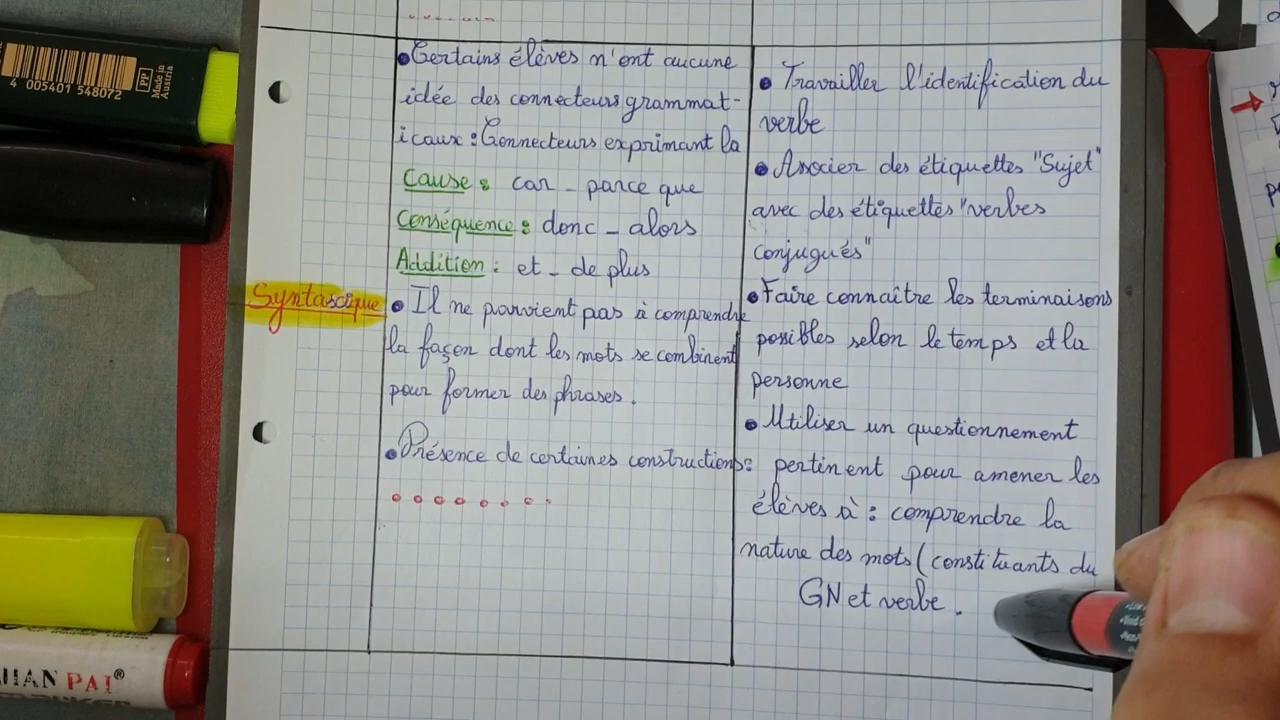 4 005401 548072
PP
Made in
Austria
Syntaxique
• Certains élèves n'ont aucune
idée des connecteurs grammat-
icaux : Connecteurs exprimant la
Cause : car - parce que
Conséquence : donc - alors
Addition : et - de plus
• Il ne parvient pas à comprendre
la façon dont les mots se combinent
pour former des phrases.
• Présence de certaines constructions :
• Travailler l'identification du
verbe
• Associer des étiquettes "Sujet"
avec des étiquettes "verbes
conjugués"
• Faire connaître les terminaisons
possibles selon le temps et la
personne
• Utiliser un questionnement
pertinent pour amener les
élèves à : comprendre la
nature des mots (constituants du
GN et verbe.
HAN PAI®